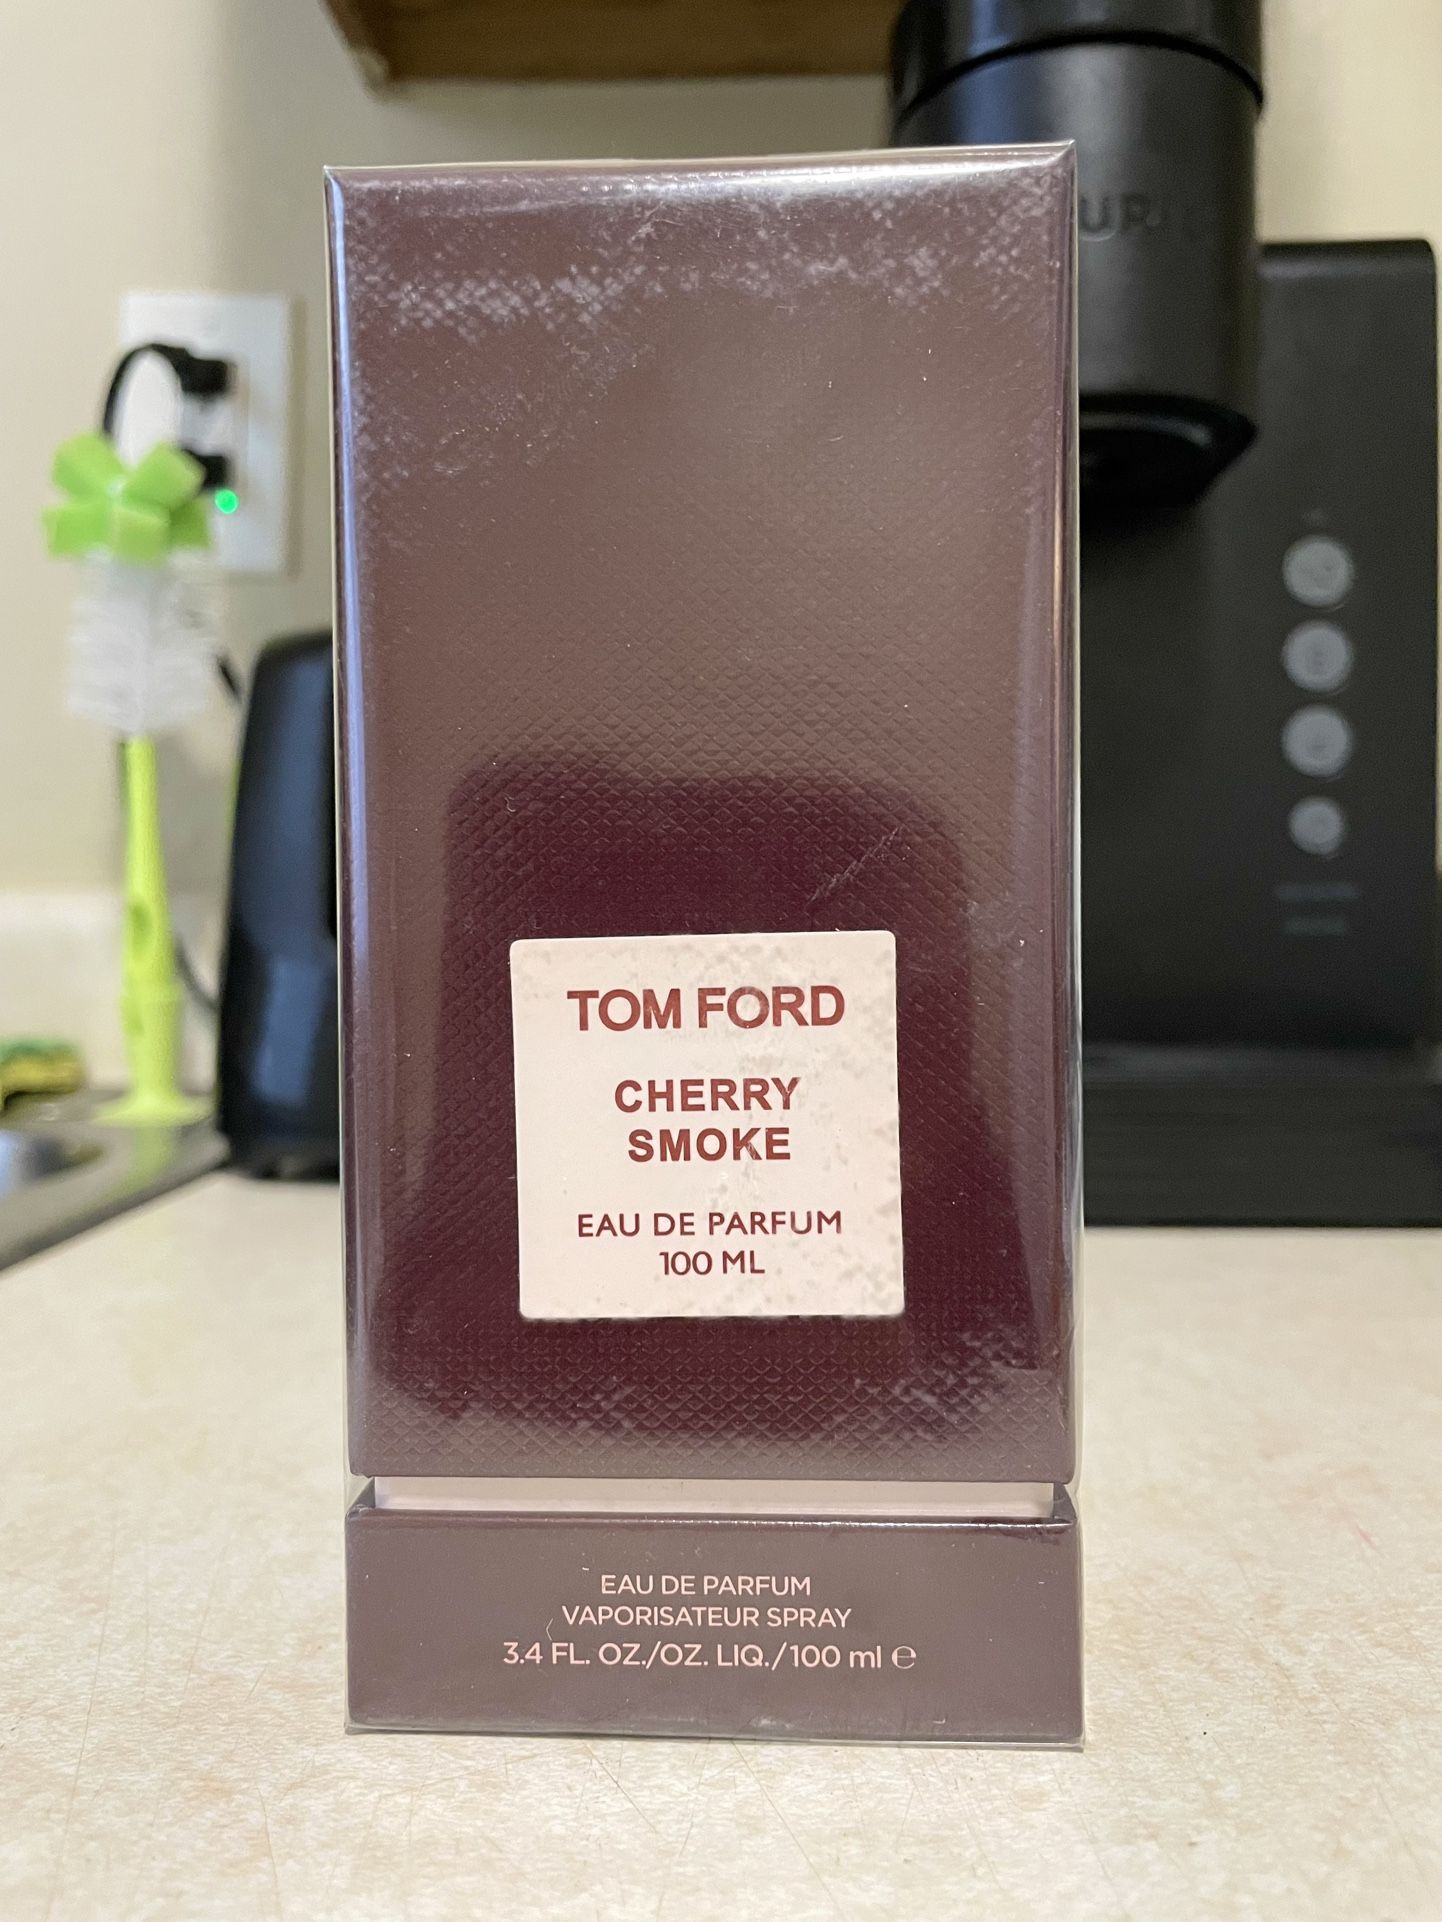 TOM FORD
CHERRY
SMOKE
EAU DE PARFUM
100 ML
EAU DE PARFUM
VAPORISATEUR SPRAY
3.4 FL. OZ./OZ. LIQ./100 ml ℮